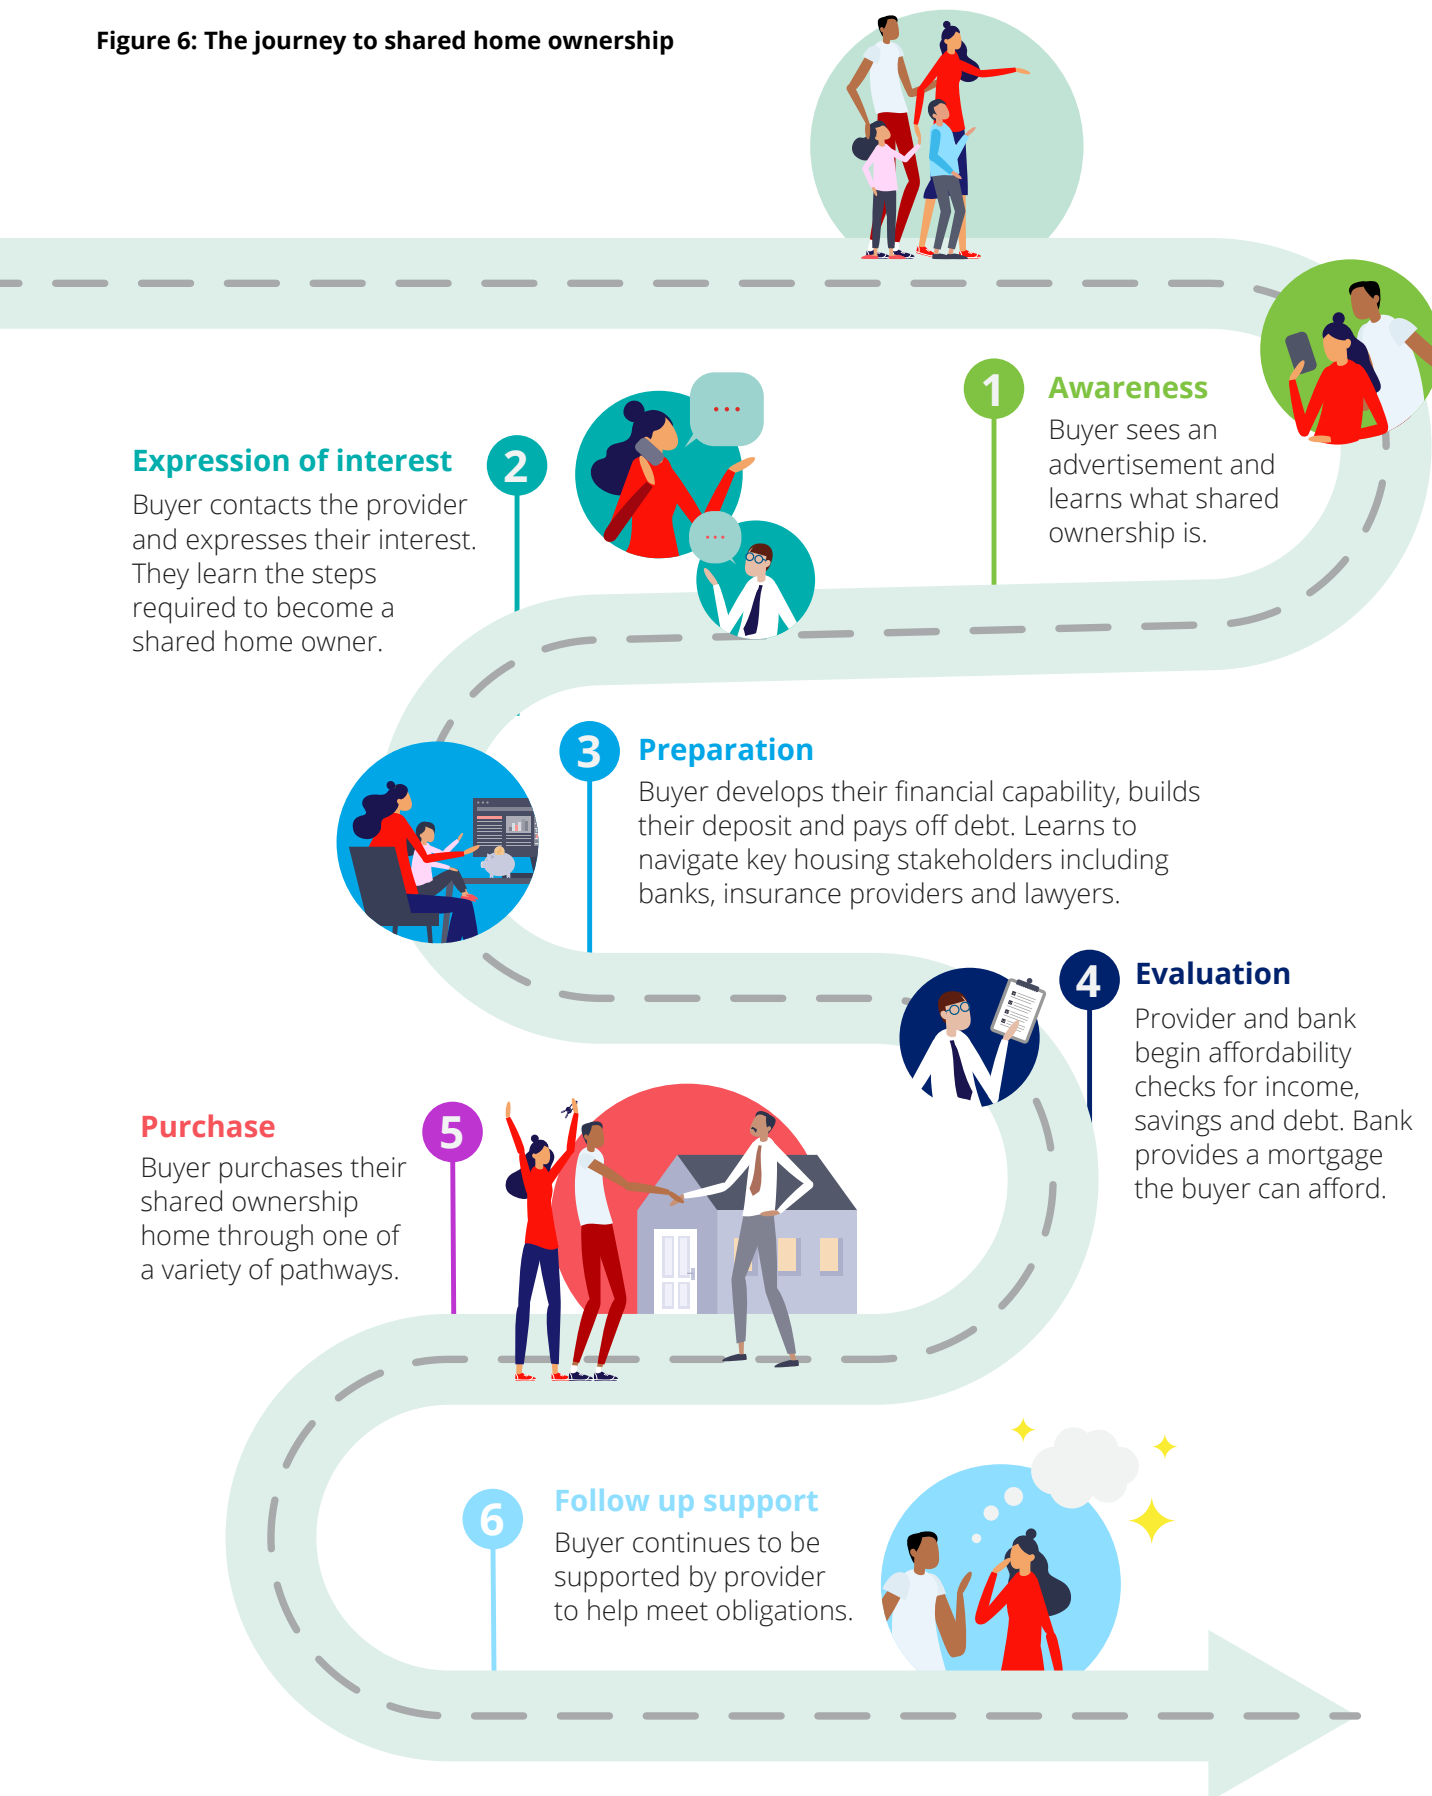 Figure 6: The journey to shared home ownership
1
Awareness
Buyer sees an
advertisement and
learns what shared
ownership is.
2
Expression of interest
Buyer contacts the provider
and expresses their interest.
They learn the steps
required to become a
shared home owner.
3
Preparation
Buyer develops their financial capability, builds
their deposit and pays off debt. Learns to
navigate key housing stakeholders including
banks, insurance providers and lawyers.
4
Evaluation
Provider and bank
begin affordability
checks for income,
savings and debt. Bank
provides a mortgage
the buyer can afford.
5
Purchase
Buyer purchases their
shared ownership
home through one of
a variety of pathways.
6
Follow up support
Buyer continues to be
supported by provider
to help meet obligations.